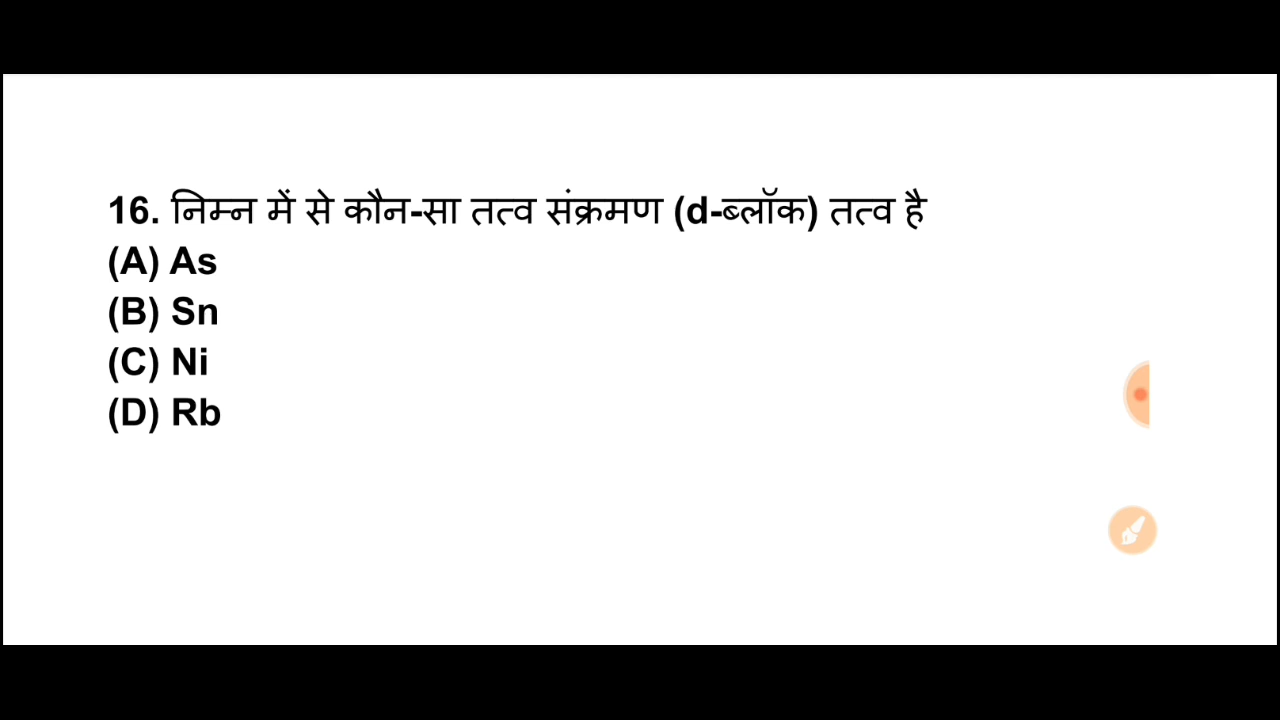 16. निम्न में से कौन-सा तत्व संक्रमण (d-ब्लॉक) तत्व है
(A) As
(B) Sn
(C) Ni
(D) Rb